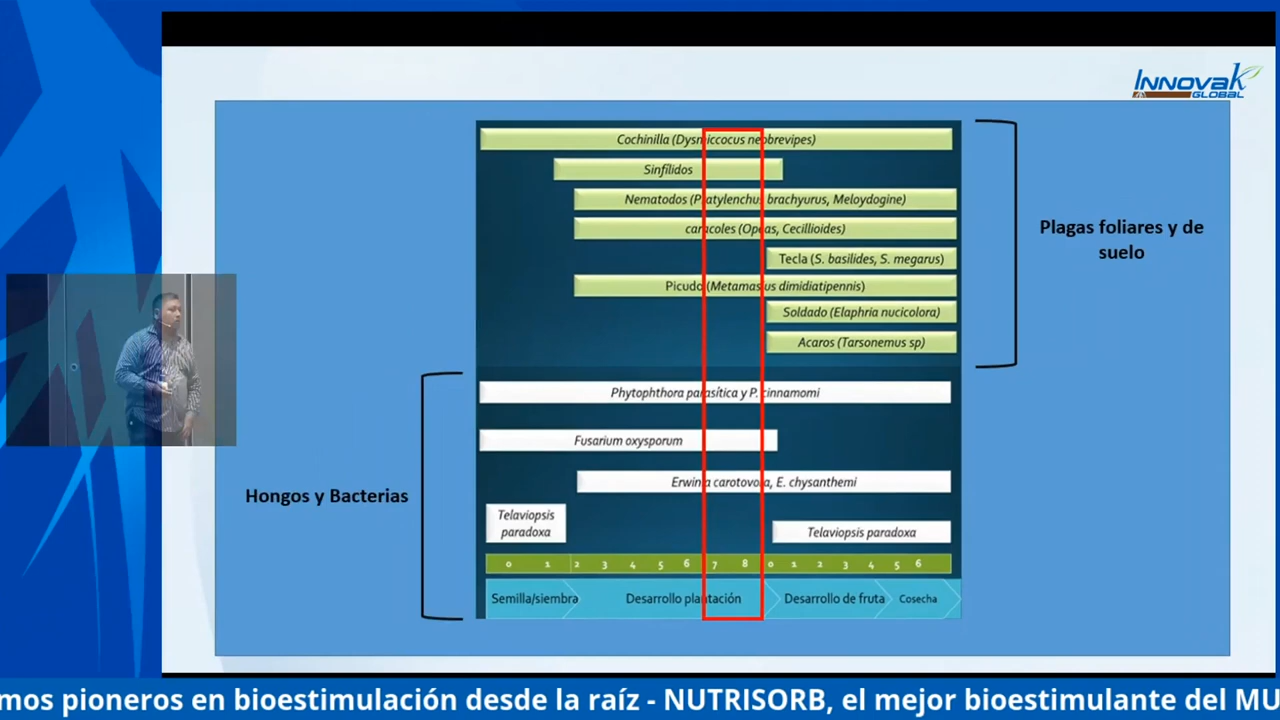 INNOVAK
GLOBAL
Cochinilla (Dysmiccocus neobrevipes)
Sinfílidos
Nematodos (Platylenchus brachyurus, Meloydogine)
caracoles (Opeas, Cecillioides)
Tecla (S. basilides, S. megarus)
Picudo (Metamasius dimidiatipennis)
Soldado (Elaphria nucicolora)
Acaros (Tarsonemus sp)
Plagas foliares y de
suelo
Phytophthora parasítica y P. cinnamomi
Fusarium oxysporum
Erwinia carotovora, E. chysanthemi
Hongos y Bacterias
Telaviopsis
paradoxa
Telaviopsis paradoxa
0 1 2 3 4 5 6 7 8 0 1 2 3 4 5 6
Semilla/siembra Desarrollo plantación Desarrollo de fruta Cosecha
mos pioneros en bioestimulación desde la raíz - NUTRISORB, el mejor bioestimulante del MU